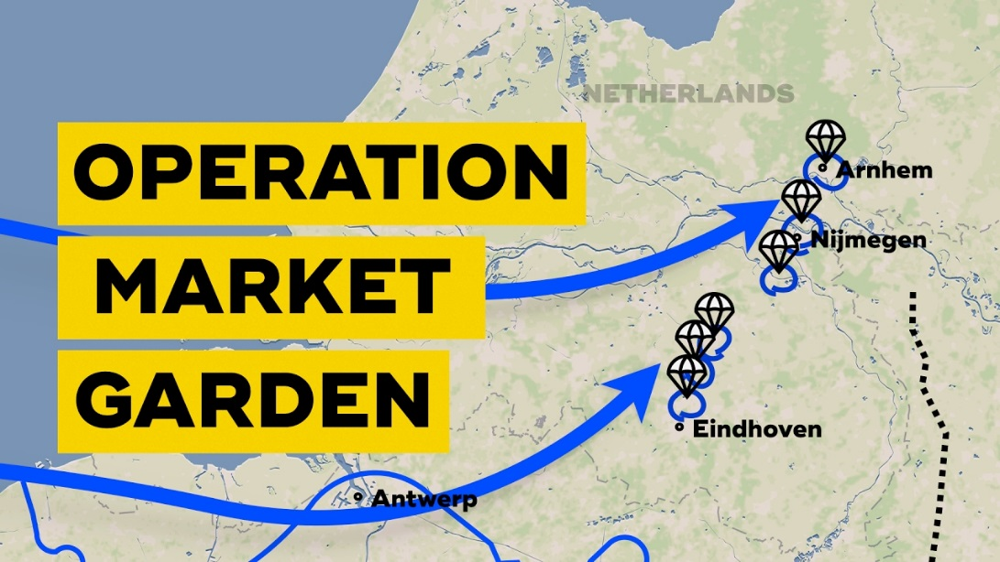 NETHERLANDS
OPERATION
MARKET
GARDEN
Arnhem
Nijmegen
Eindhoven
Antwerp